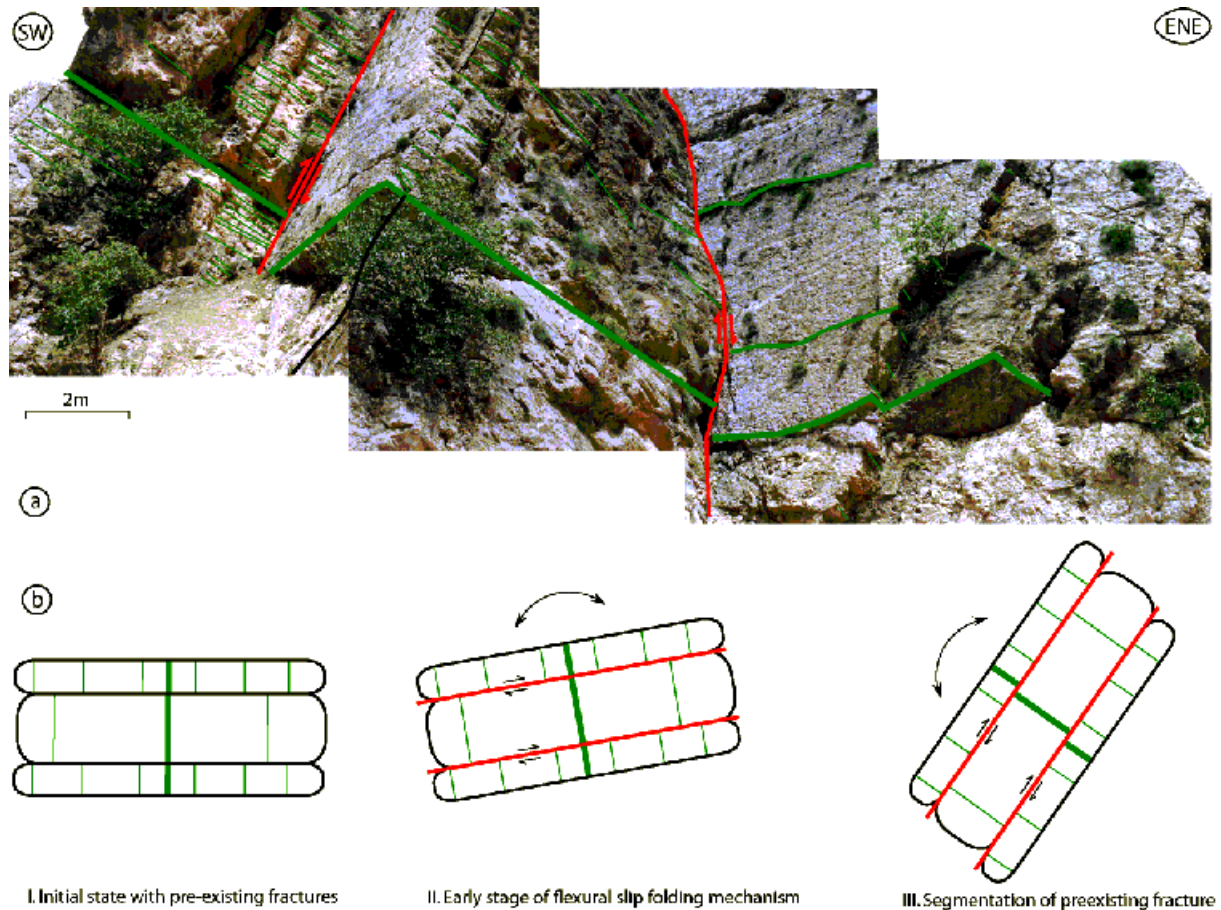 SW
ENE
2m
a
b
I. Initial state with pre-existing fractures
II. Early stage of flexural slip folding mechanism
III. Segmentation of preexisting fracture